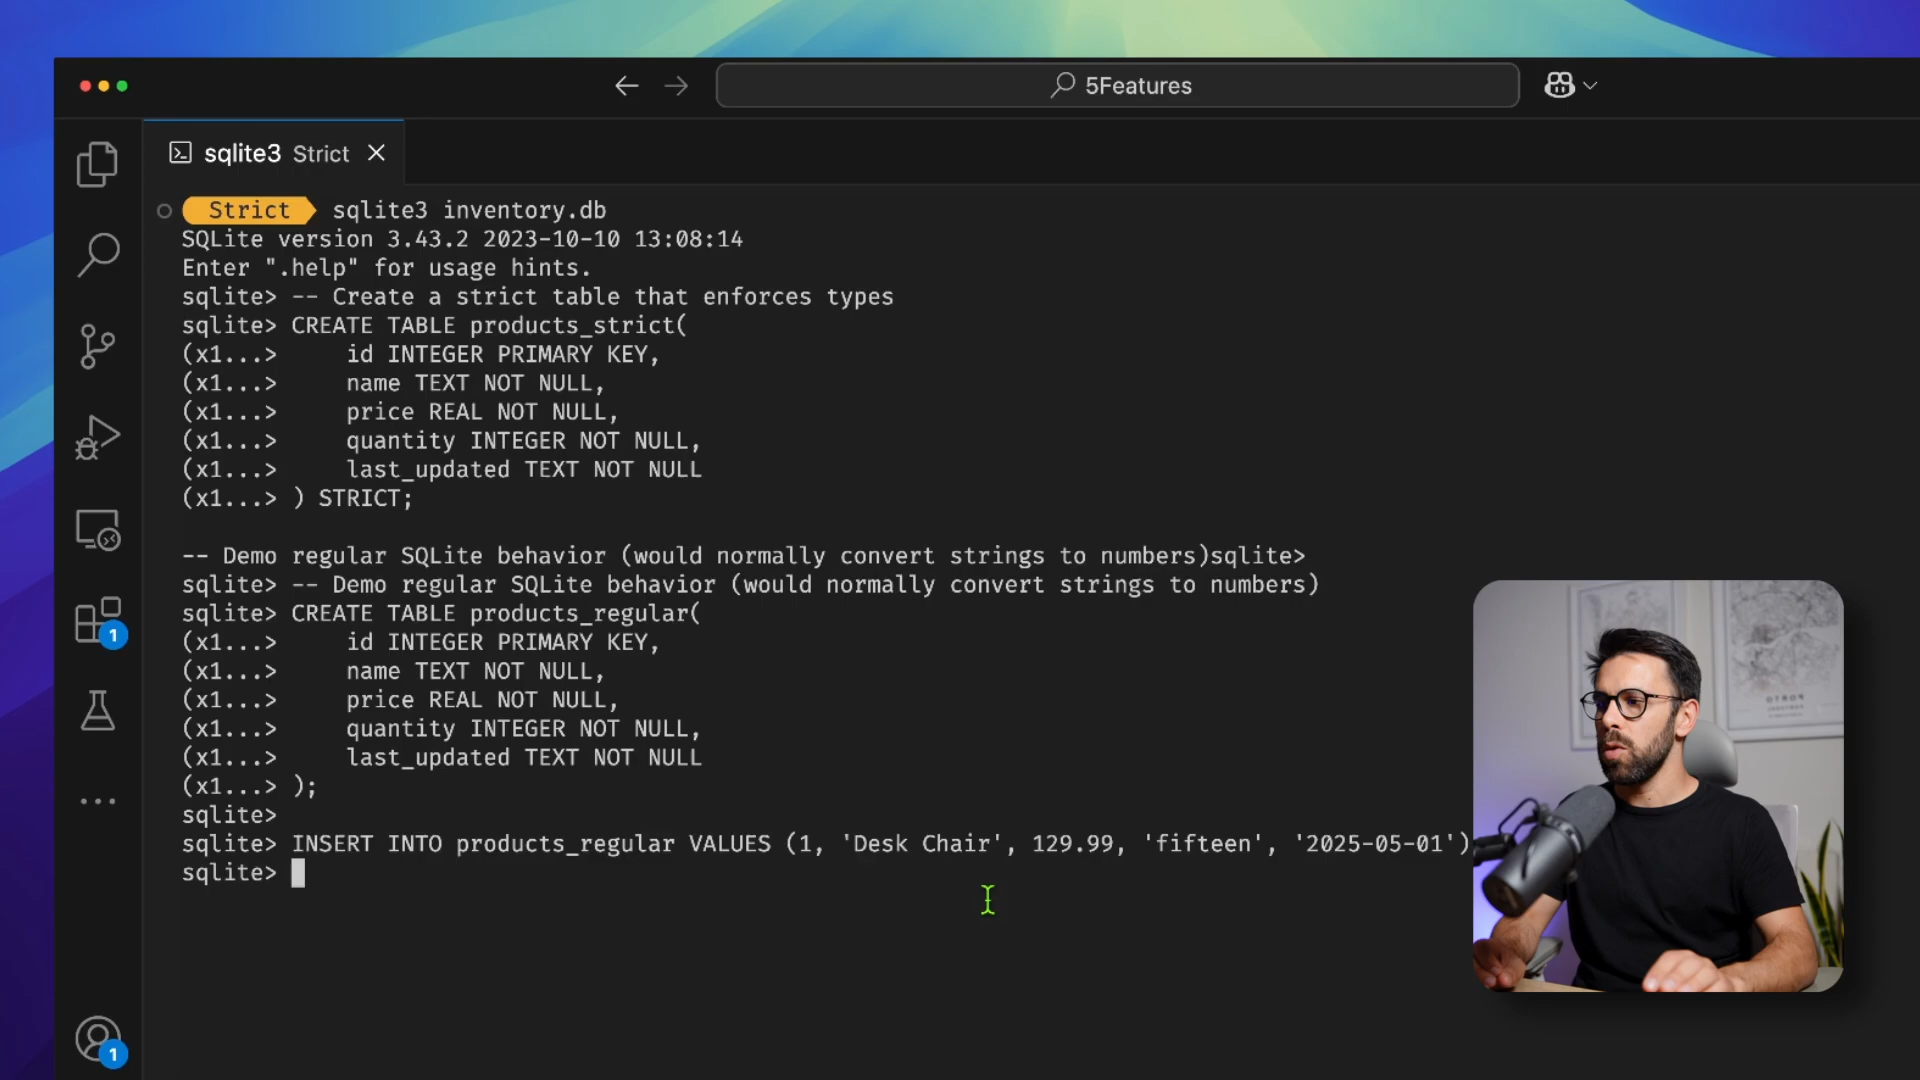 5Features
sqlite3 Strict
Strict sqlite3 inventory.db
SQLite version 3.43.2 2023-10-10 13:08:14
Enter ".help" for usage hints.
sqlite> -- Create a strict table that enforces types
sqlite> CREATE TABLE products_strict(
(x1...>     id INTEGER PRIMARY KEY,
(x1...>     name TEXT NOT NULL,
(x1...>     price REAL NOT NULL,
(x1...>     quantity INTEGER NOT NULL,
(x1...>     last_updated TEXT NOT NULL
(x1...> ) STRICT;
-- Demo regular SQLite behavior (would normally convert strings to numbers)sqlite>
sqlite> -- Demo regular SQLite behavior (would normally convert strings to numbers)
sqlite> CREATE TABLE products_regular(
(x1...>     id INTEGER PRIMARY KEY,
(x1...>     name TEXT NOT NULL,
(x1...>     price REAL NOT NULL,
(x1...>     quantity INTEGER NOT NULL,
(x1...>     last_updated TEXT NOT NULL
(x1...> );
sqlite>
sqlite> INSERT INTO products_regular VALUES (1, 'Desk Chair', 129.99, 'fifteen', '2025-05-01')
sqlite>
1
1